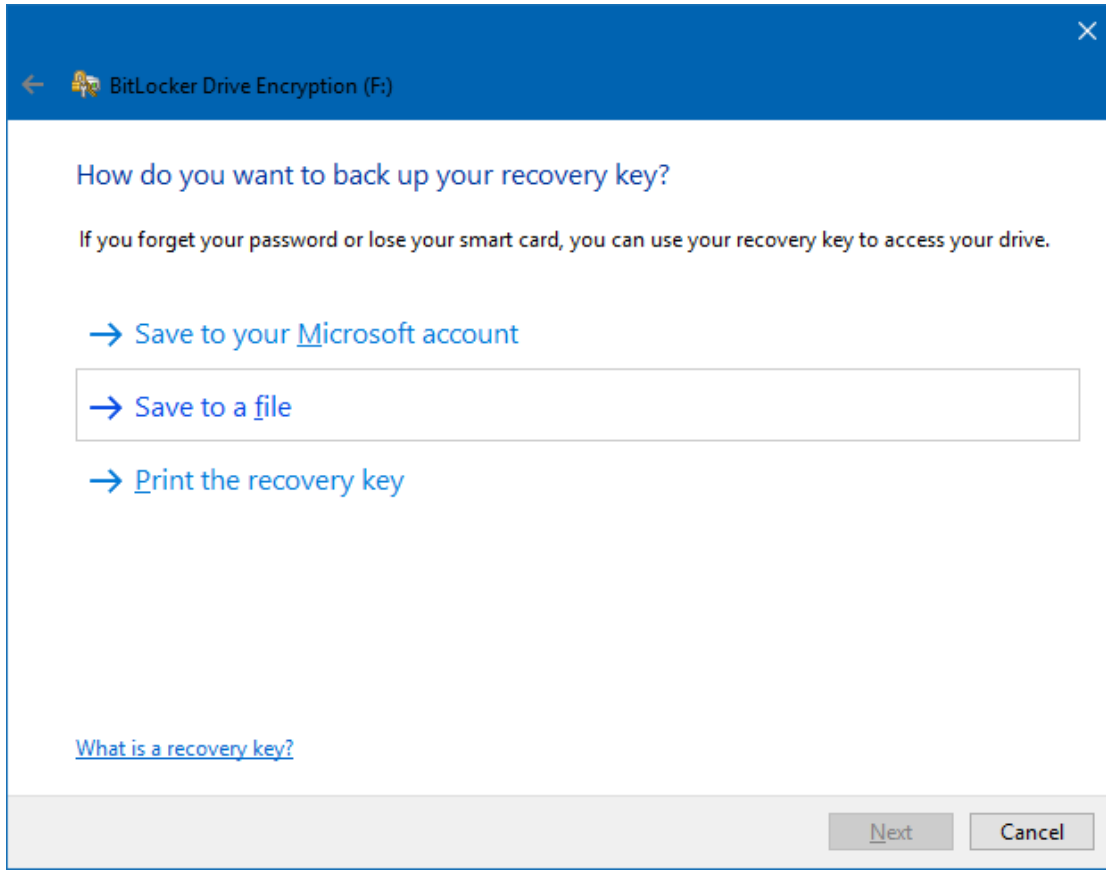 BitLocker Drive Encryption (F:)
How do you want to back up your recovery key?
If you forget your password or lose your smart card, you can use your recovery key to access your drive.
Save to your Microsoft account
Save to a file
Print the recovery key
What is a recovery key?
Next
Cancel